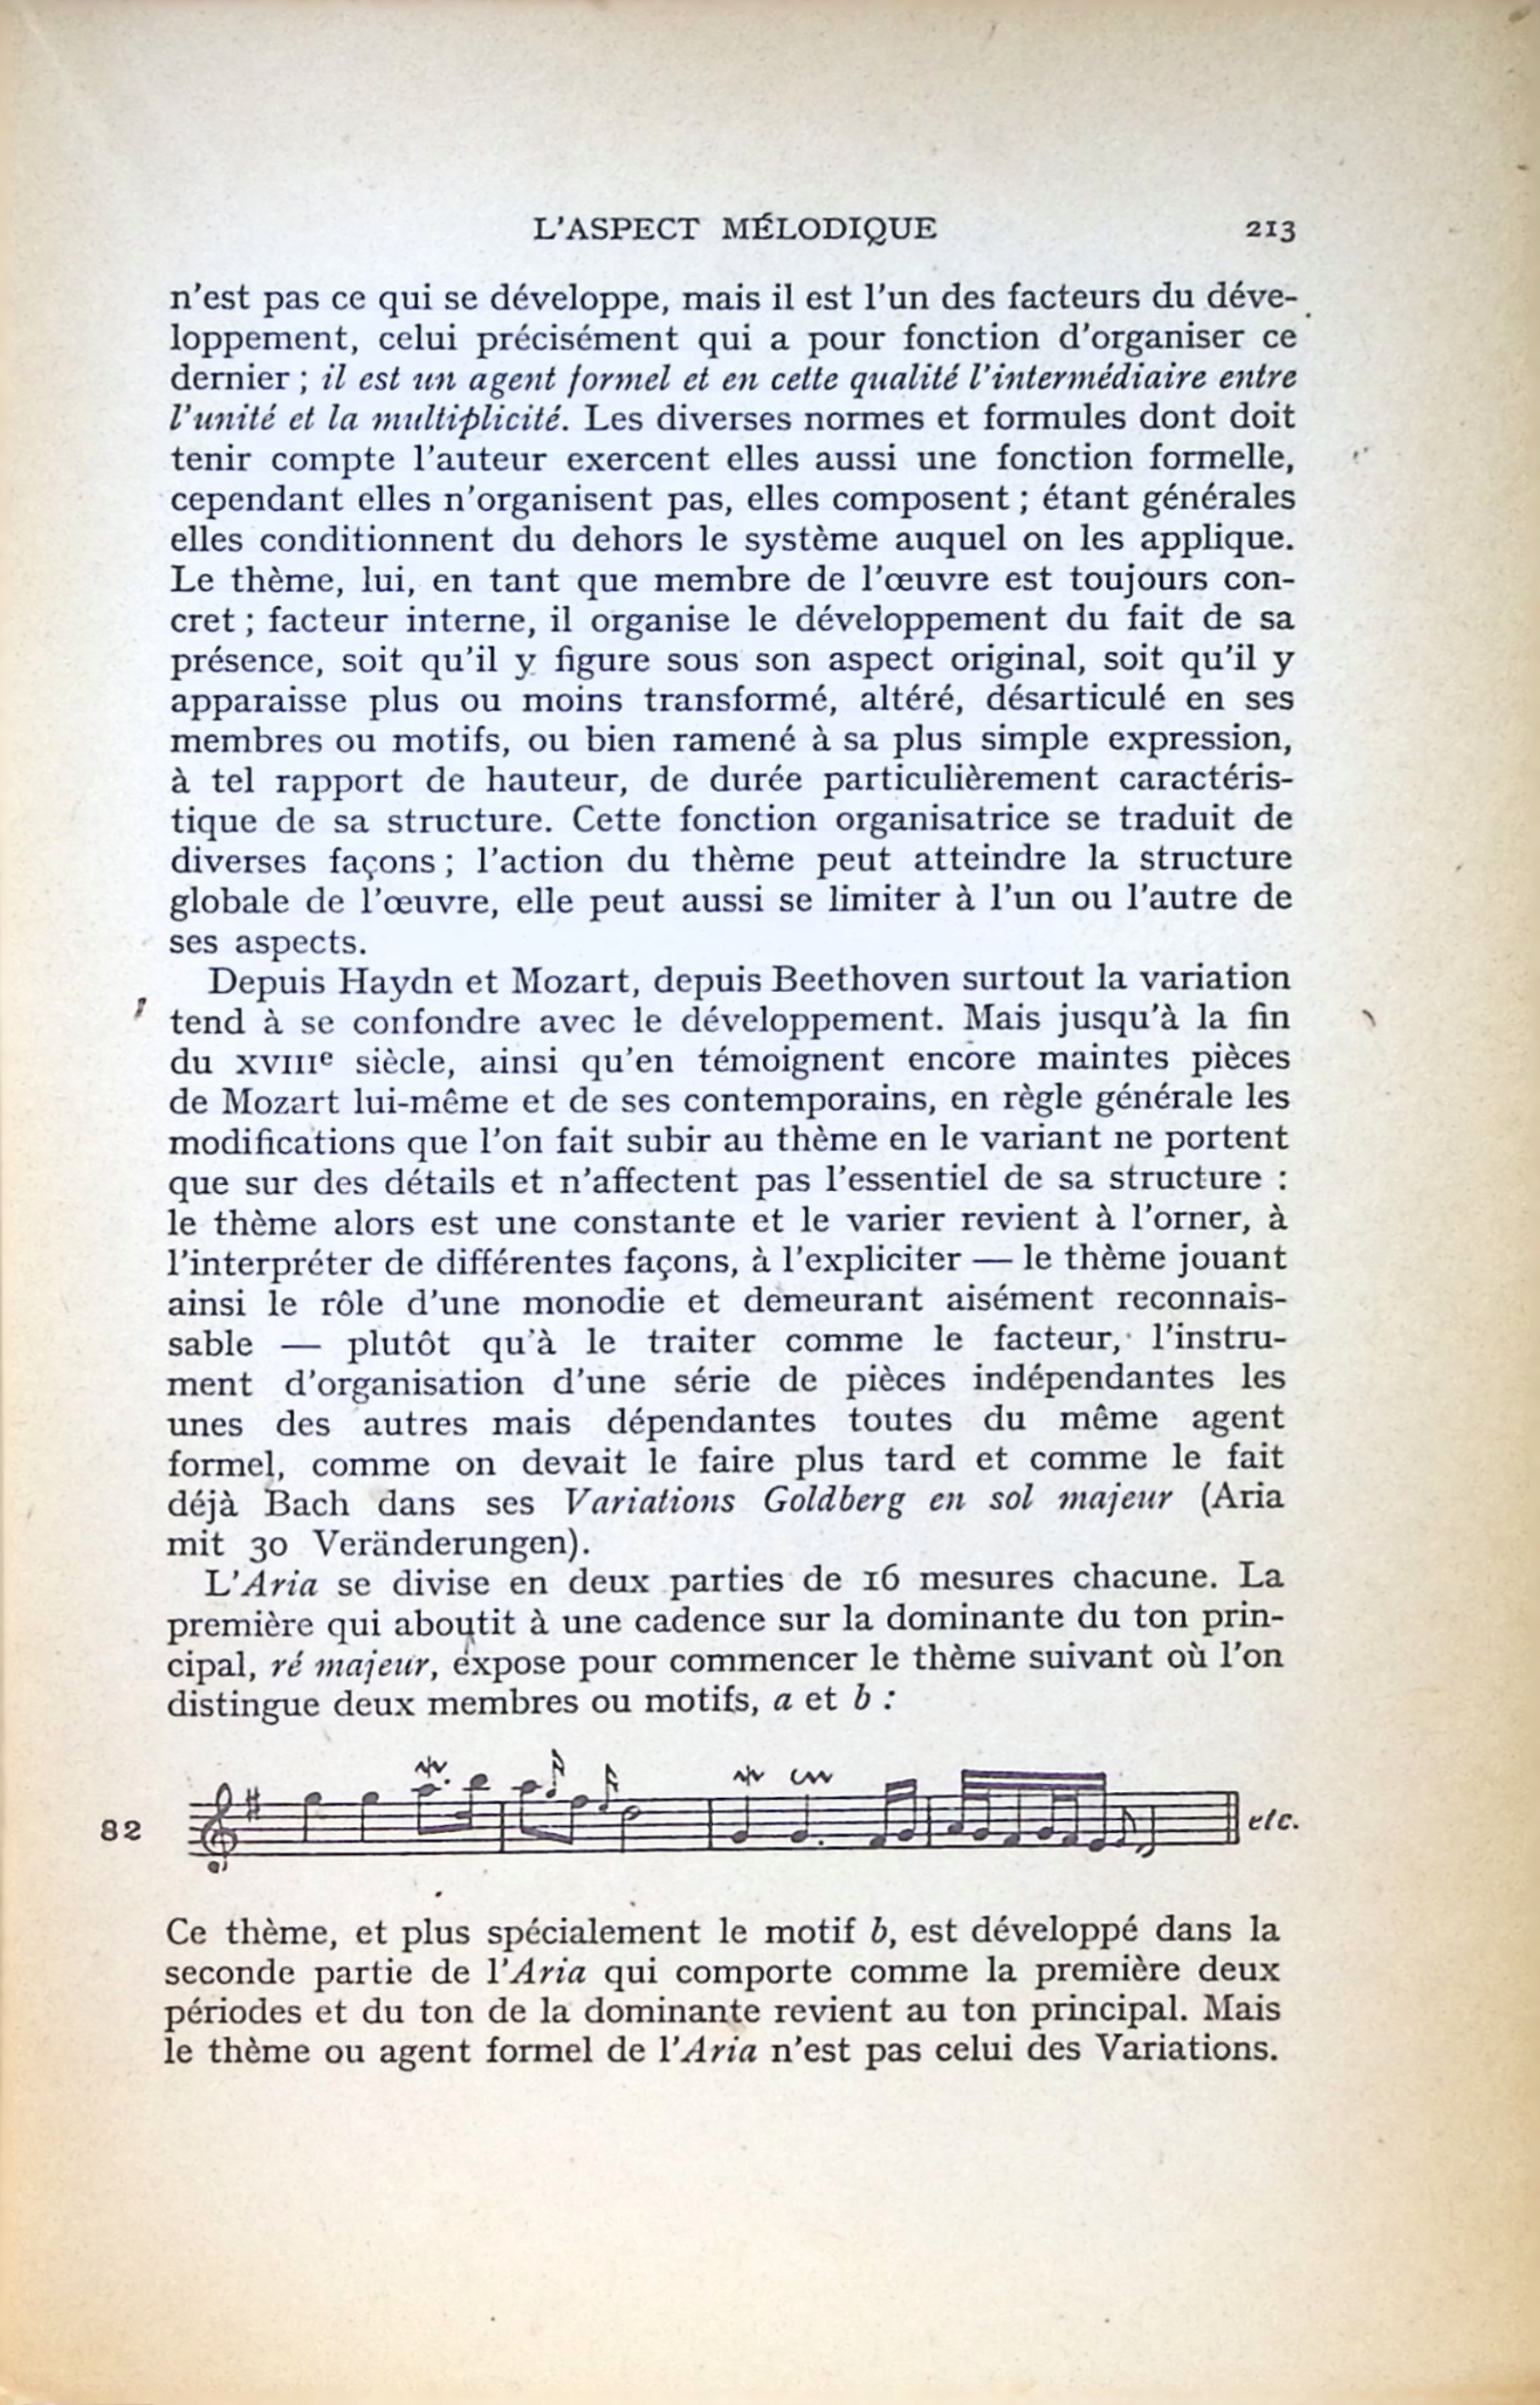 L'ASPECT MÉLODIQUE 213
n'est pas ce qui se développe, mais il est l'un des facteurs du déve-
loppement, celui précisément qui a pour fonction d'organiser ce
dernier ; il est un agent formel et en cette qualité l'intermédiaire entre
l'unité et la multiplicité. Les diverses normes et formules dont doit
tenir compte l'auteur exercent elles aussi une fonction formelle,
cependant elles n'organisent pas, elles composent ; étant générales
elles conditionnent du dehors le système auquel on les applique.
Le thème, lui, en tant que membre de l'œuvre est toujours con-
cret ; facteur interne, il organise le développement du fait de sa
présence, soit qu'il y figure sous son aspect original, soit qu'il y
apparaisse plus ou moins transformé, altéré, désarticulé en ses
membres ou motifs, ou bien ramené à sa plus simple expression,
à tel rapport de hauteur, de durée particulièrement caractéris-
tique de sa structure. Cette fonction organisatrice se traduit de
diverses façons ; l'action du thème peut atteindre la structure
globale de l'œuvre, elle peut aussi se limiter à l'un ou l'autre de
ses aspects.
Depuis Haydn et Mozart, depuis Beethoven surtout la variation
tend à se confondre avec le développement. Mais jusqu'à la fin
du XVIIIe siècle, ainsi qu'en témoignent encore maintes pièces
de Mozart lui-même et de ses contemporains, en règle générale les
modifications que l'on fait subir au thème en le variant ne portent
que sur des détails et n'affectent pas l'essentiel de sa structure :
le thème alors est une constante et le varier revient à l'orner, à
l'interpréter de différentes façons, à l'expliciter — le thème jouant
ainsi le rôle d'une monodie et demeurant aisément reconnais-
sable — plutôt qu'à le traiter comme le facteur, l'instru-
ment d'organisation d'une série de pièces indépendantes les
unes des autres mais dépendantes toutes du même agent
formel, comme on devait le faire plus tard et comme le fait
déjà Bach dans ses Variations Goldberg en sol majeur (Aria
mit 30 Veränderungen).
L'Aria se divise en deux parties de 16 mesures chacune. La
première qui aboutit à une cadence sur la dominante du ton prin-
cipal, ré majeur, expose pour commencer le thème suivant où l'on
distingue deux membres ou motifs, a et b :
82 etc.
Ce thème, et plus spécialement le motif b, est développé dans la
seconde partie de l'Aria qui comporte comme la première deux
périodes et du ton de la dominante revient au ton principal. Mais
le thème ou agent formel de l'Aria n'est pas celui des Variations.